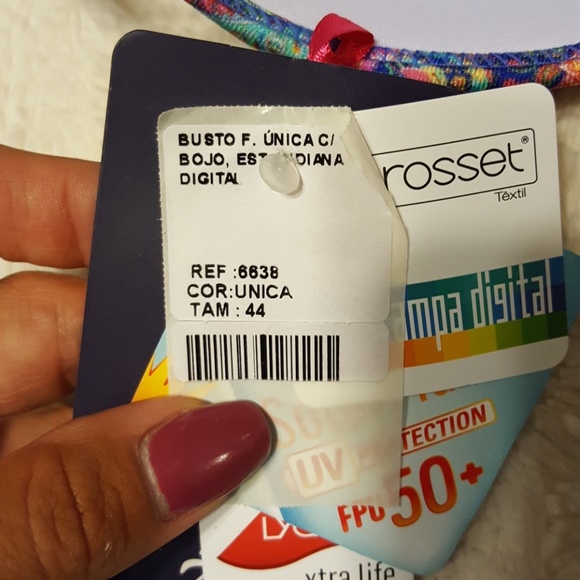 BUSTO F. ÚNICA C/
BOJO, EST. INDIANA
DIGITAL
REF :6638
COR:UNICA
TAM : 44
rosset®
Têxtil
mpa digital
UV PROTECTION
FPU 50+
xtra life